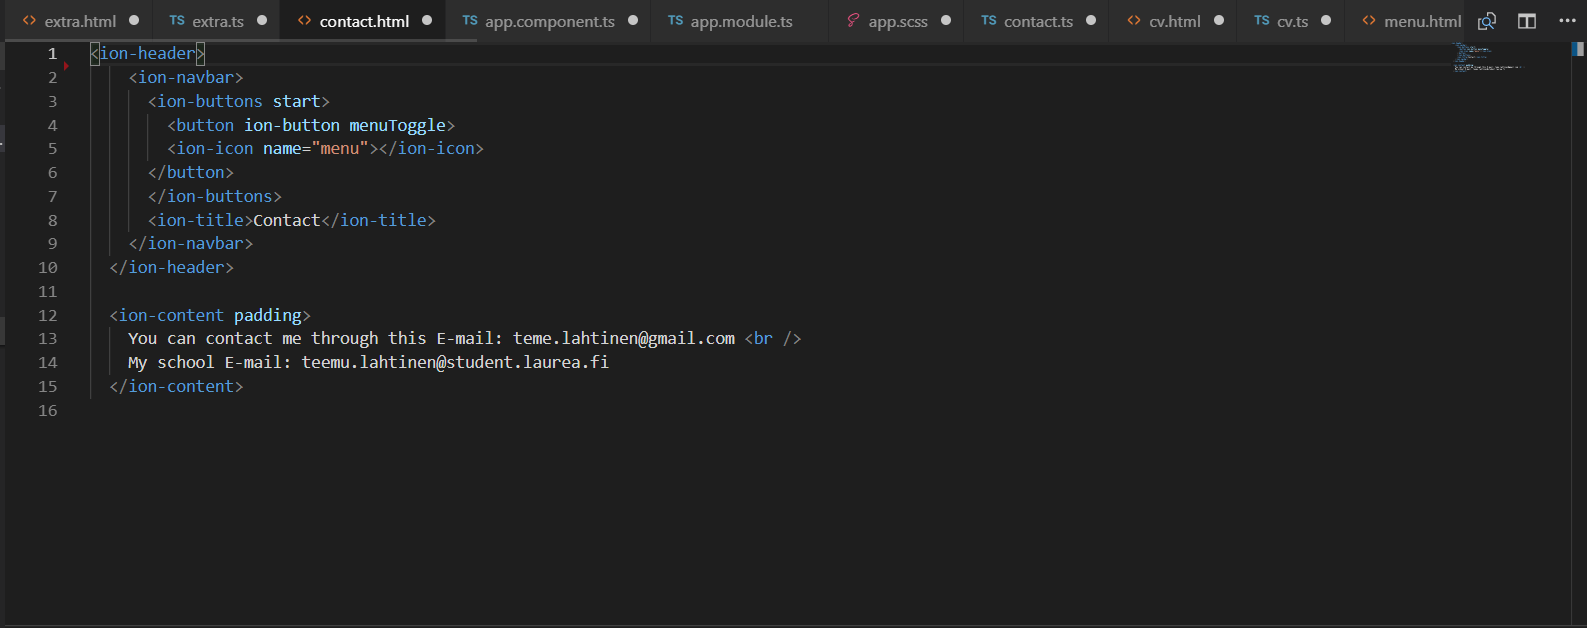 extra.html TS extra.ts contact.html TS app.component.ts TS app.module.ts app.scss TS contact.ts cv.html TS cv.ts menu.html
1 <ion-header>
2 <ion-navbar>
3 <ion-buttons start>
4 <button ion-button menuToggle>
5 <ion-icon name="menu"></ion-icon>
6 </button>
7 </ion-buttons>
8 <ion-title>Contact</ion-title>
9 </ion-navbar>
10 </ion-header>
11
12 <ion-content padding>
13 You can contact me through this E-mail: teme.lahtinen@gmail.com <br />
14 My school E-mail: teemu.lahtinen@student.laurea.fi
15 </ion-content>
16